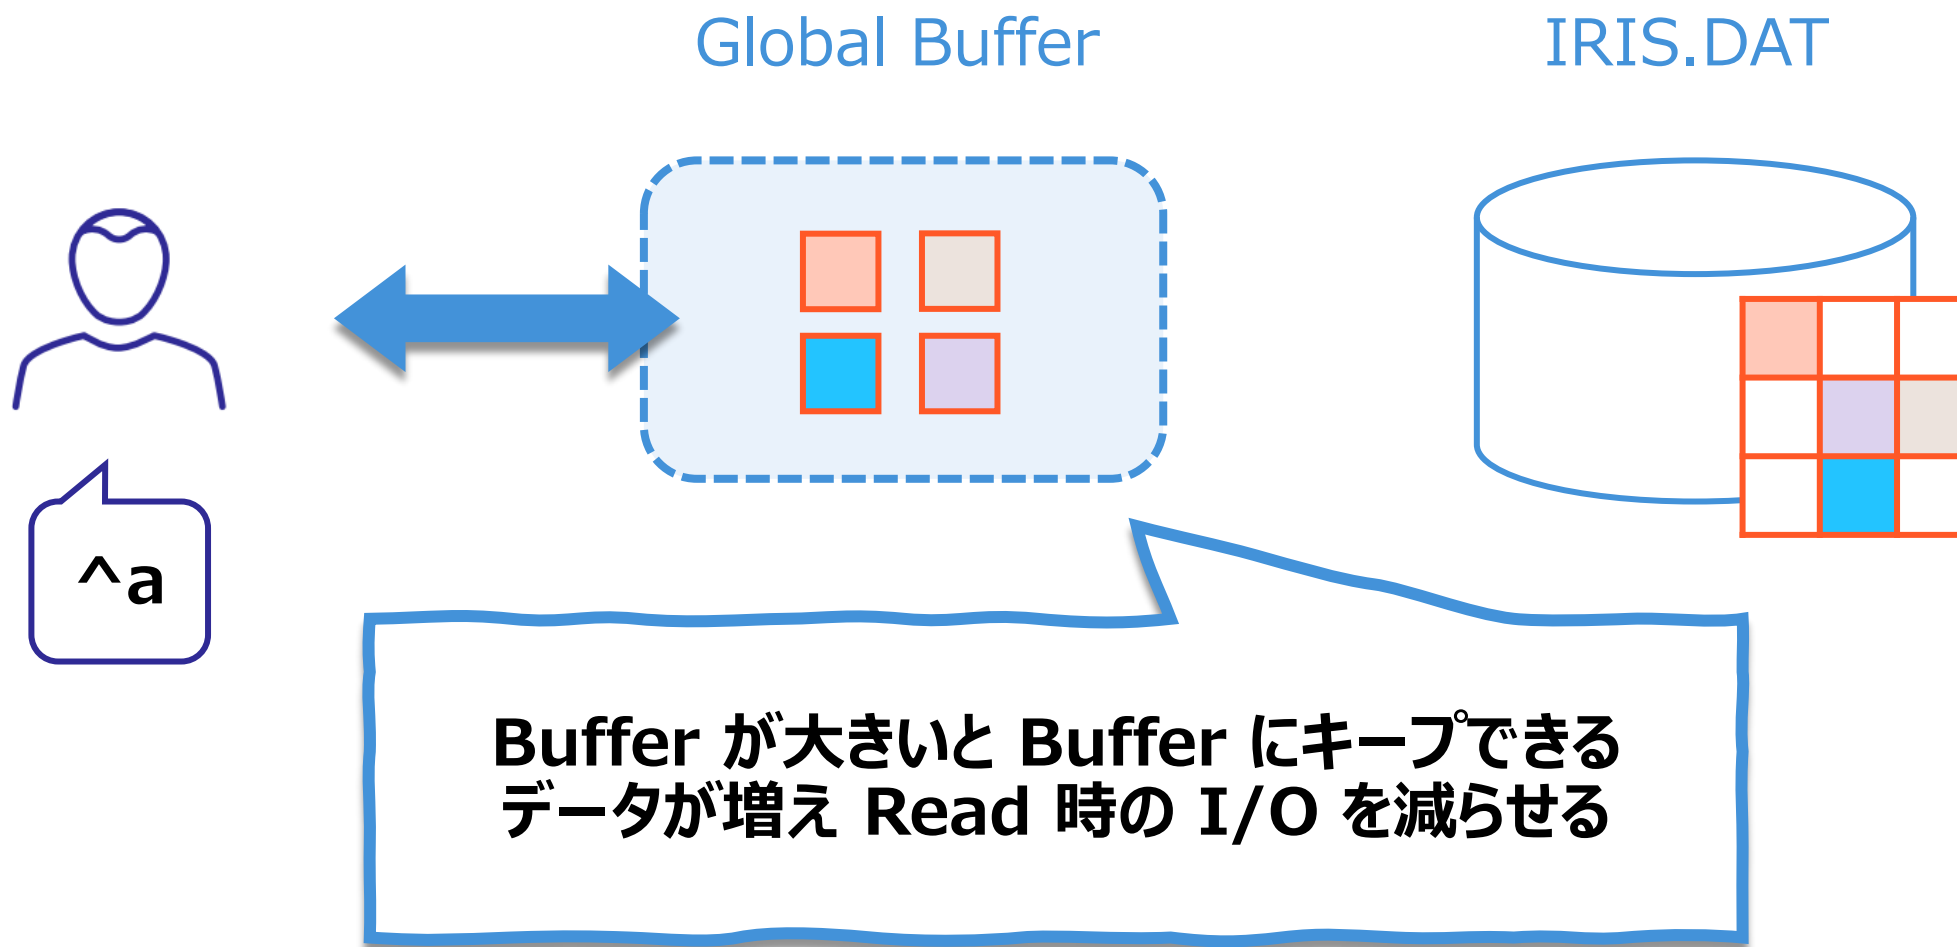 Global Buffer
IRIS.DAT
^a
Buffer が大きいと Buffer にキープできる
データが増え Read 時の I/O を減らせる